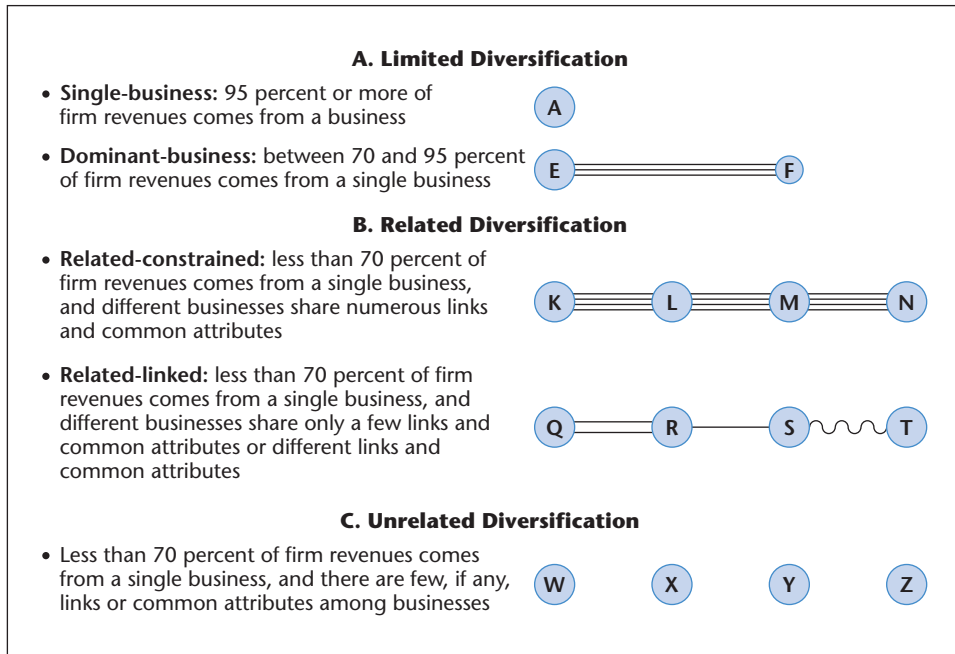 A. Limited Diversification
• Single-business: 95 percent or more of
firm revenues comes from a business
A
• Dominant-business: between 70 and 95 percent
of firm revenues comes from a single business
E F
B. Related Diversification
• Related-constrained: less than 70 percent of
firm revenues comes from a single business,
and different businesses share numerous links
and common attributes
K L M N
• Related-linked: less than 70 percent of firm
revenues comes from a single business, and
different businesses share only a few links and
common attributes or different links and
common attributes
Q R S T
C. Unrelated Diversification
• Less than 70 percent of firm revenues comes
from a single business, and there are few, if any,
links or common attributes among businesses
W X Y Z